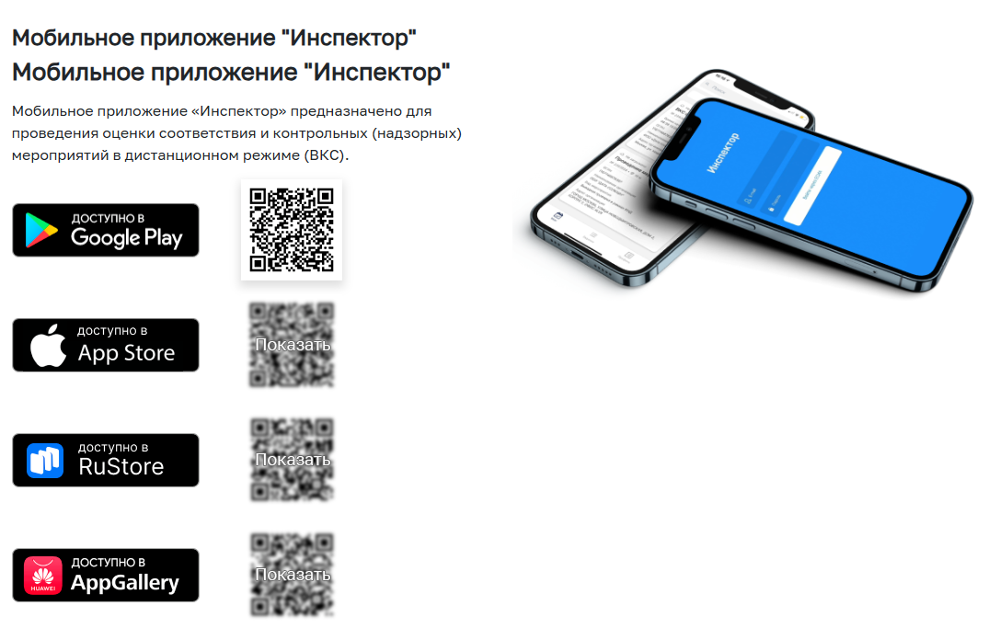 Мобильное приложение "Инспектор"
Мобильное приложение "Инспектор"
Мобильное приложение «Инспектор» предназначено для
проведения оценки соответствия и контрольных (надзорных)
мероприятий в дистанционном режиме (ВКС).
ДОСТУПНО В
Google Play
доступно в
App Store
Показать
доступно в
RuStore
Показать
ДОСТУПНО В
AppGallery
HUAWEI
Показать
Инспектор